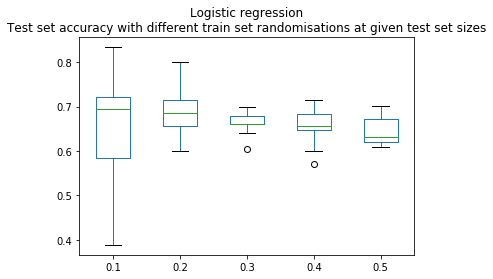 Logistic regression
Test set accuracy with different train set randomisations at given test set sizes
0.8
0.7
0.6
0.5
0.4
0.1 0.2 0.3 0.4 0.5